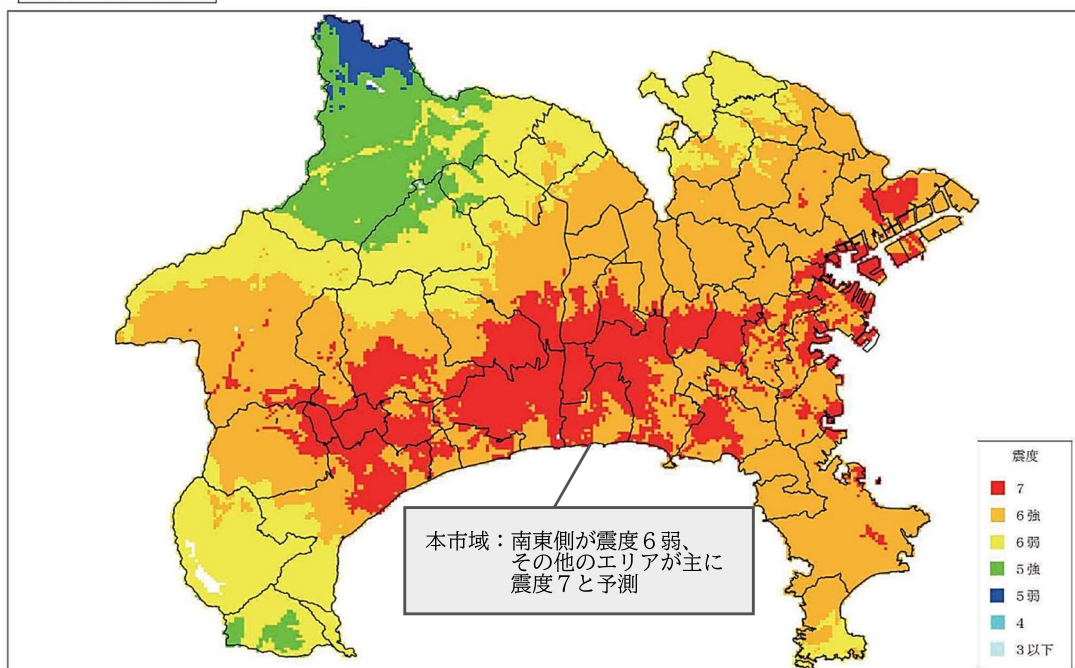 本市域：南東側が震度６弱、
その他のエリアが主に
震度７と予測
震度
7
6強
6弱
5強
5弱
4
3以下